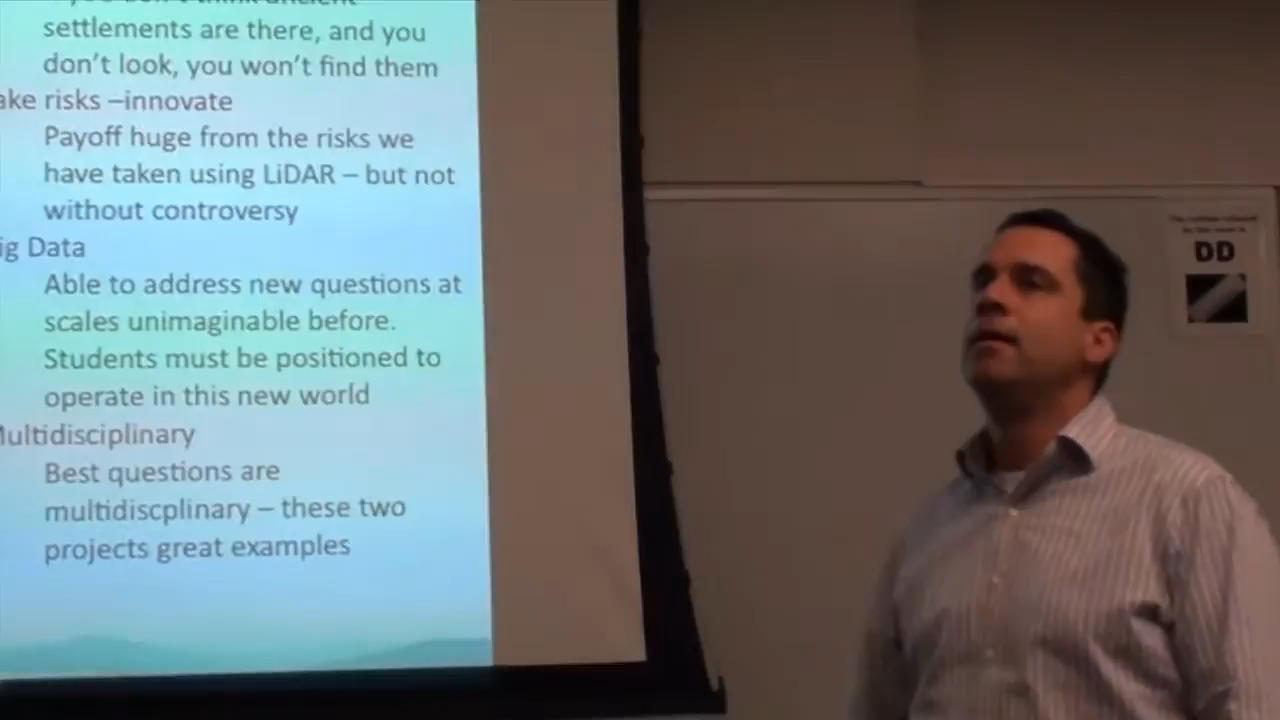 settlements are there, and you
don't look, you won't find them
ake risks –innovate
Payoff huge from the risks we
have taken using LiDAR – but not
without controversy
ig Data
Able to address new questions at
scales unimaginable before.
Students must be positioned to
operate in this new world
Multidisciplinary
Best questions are
multidiscplinary – these two
projects great examples
DD